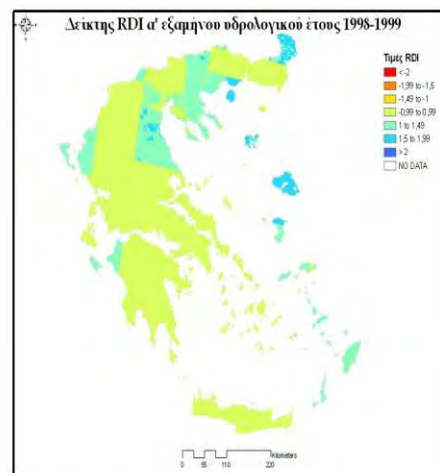 Δείκτης RDI α' εξαμήνου υδρολογικού έτους 1998-1999
Τιμές RDI
< -2
-1,99 to -1,5
-1,49 to -1
-0,99 to 0,99
1 to 1,49
1,5 to 1,99
> 2
NO DATA
Kilometers
0 55 110 220